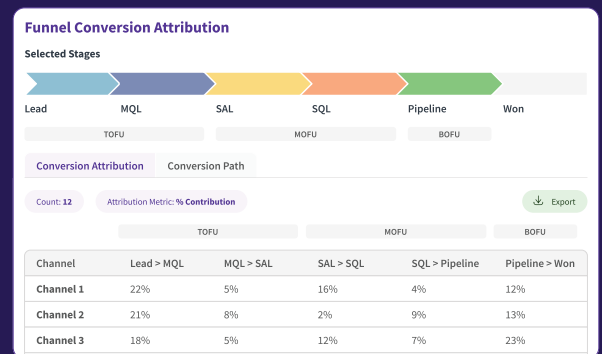 Funnel Conversion Attribution
Selected Stages
Lead MQL SAL SQL Pipeline Won
TOFU MOFU BOFU
Conversion Attribution Conversion Path
Count: 12 Attribution Metric: % Contribution Export
TOFU MOFU BOFU
Channel Lead > MQL MQL > SAL SAL > SQL SQL > Pipeline Pipeline > Won
Channel 1 22% 5% 16% 4% 12%
Channel 2 21% 8% 2% 9% 13%
Channel 3 18% 5% 12% 7% 23%